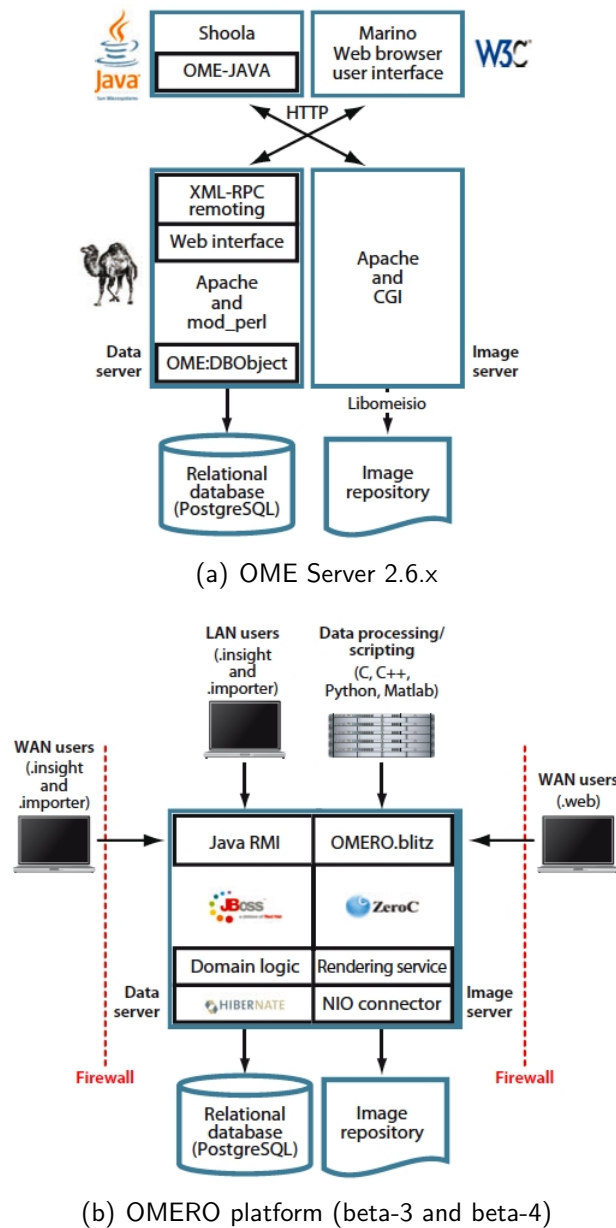 Shoola
OME-JAVA
Marino
Web browser
user interface
Java
W3C
HTTP
XML-RPC
remoting
Web interface
Apache
and
mod_perl
OME:DBObject
Data
server
Apache
and
CGI
Image
server
Libomeisio
Relational
database
(PostgreSQL)
Image
repository
(a) OME Server 2.6.x
LAN users
(.insight
and
.importer)
Data processing/
scripting
(C, C++,
Python, Matlab)
WAN users
(.insight
and
.importer)
WAN users
(.web)
Java RMI
OMERO.blitz
JBoss
ZeroC
Domain logic
Rendering service
HIBERNATE
NIO connector
Data
server
Image
server
Firewall
Firewall
Relational
database
(PostgreSQL)
Image
repository
(b) OMERO platform (beta-3 and beta-4)